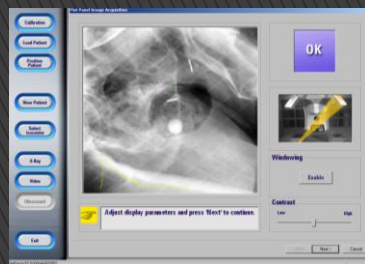 Flat Panel Image Acquisition
Calibration
Load Patient
Position
Patient
OK
New Patient
Select
X-Ray
Video
Ultrasound
Exit
Windowing
Enable
Contrast
Low
High
Adjust display parameters and press 'Next' to continue.
Next
Cancel